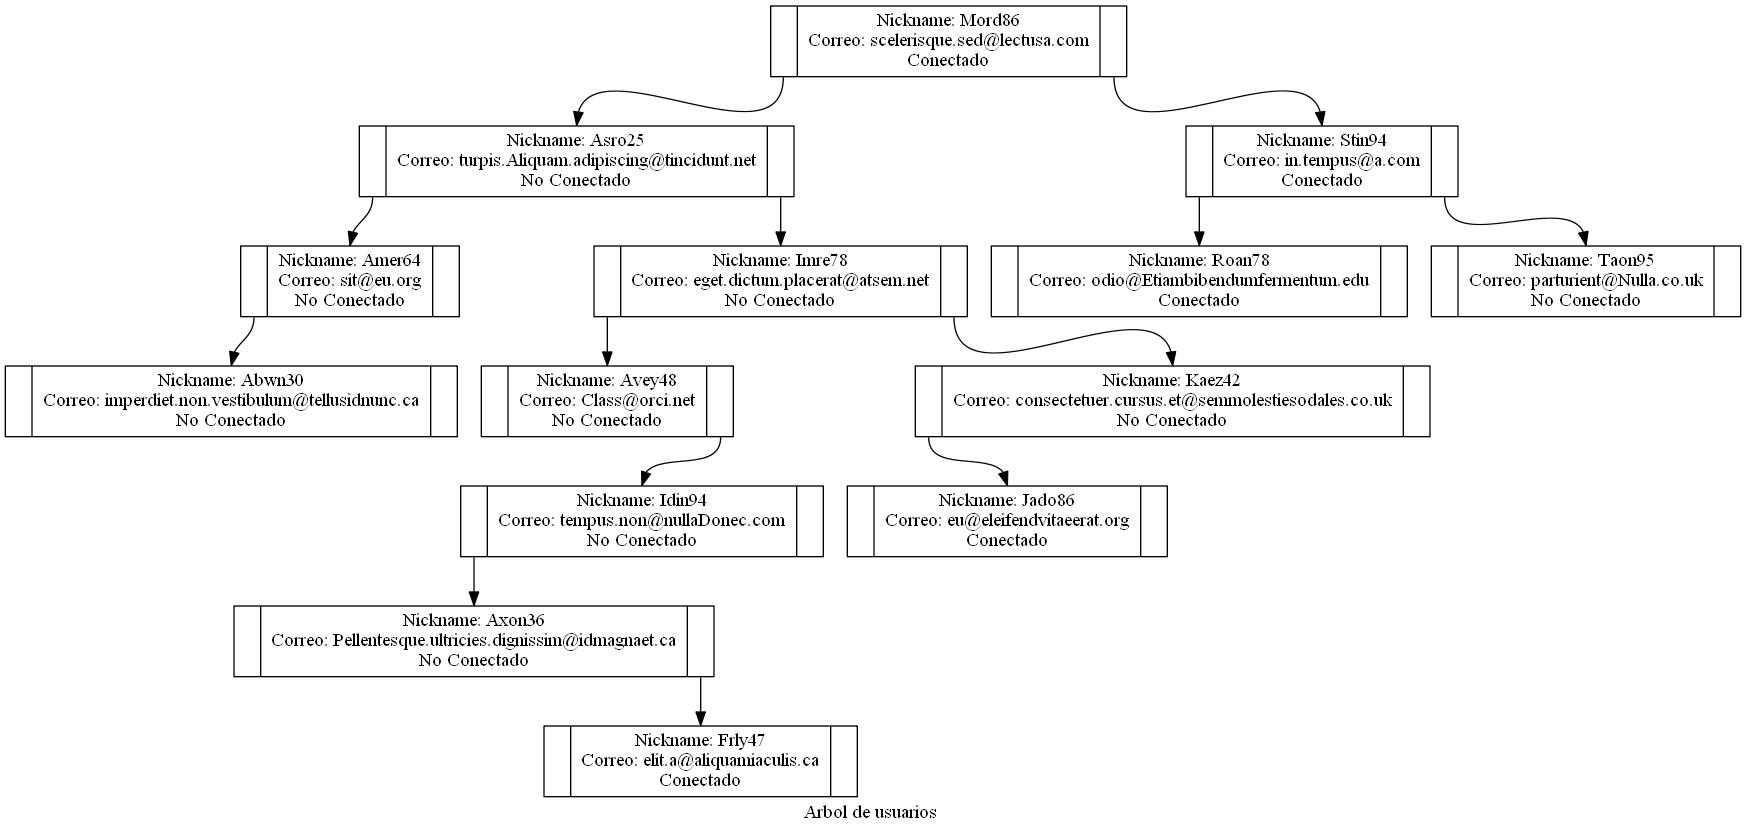 Nickname: Mord86
Correo: scelerisque.sed@lectusa.com
Conectado
Nickname: Asro25
Correo: turpis.Aliquam.adipiscing@tincidunt.net
No Conectado
Nickname: Stin94
Correo: in.tempus@a.com
Conectado
Nickname: Amer64
Correo: sit@eu.org
No Conectado
Nickname: Imre78
Correo: eget.dictum.placerat@atsem.net
No Conectado
Nickname: Roan78
Correo: odio@Etiambibendumfermentum.edu
Conectado
Nickname: Taon95
Correo: parturient@Nulla.co.uk
No Conectado
Nickname: Abwn30
Correo: imperdiet.non.vestibulum@tellusidnunc.ca
No Conectado
Nickname: Avey48
Correo: Class@orci.net
No Conectado
Nickname: Kaez42
Correo: consectetuer.cursus.et@semmolestiesodales.co.uk
No Conectado
Nickname: Idin94
Correo: tempus.non@nullaDonec.com
No Conectado
Nickname: Jado86
Correo: eu@eleifendvitaeerat.org
Conectado
Nickname: Axon36
Correo: Pellentesque.ultricies.dignissim@idmagnaet.ca
No Conectado
Nickname: Frly47
Correo: elit.a@aliquamiaculis.ca
Conectado
Arbol de usuarios